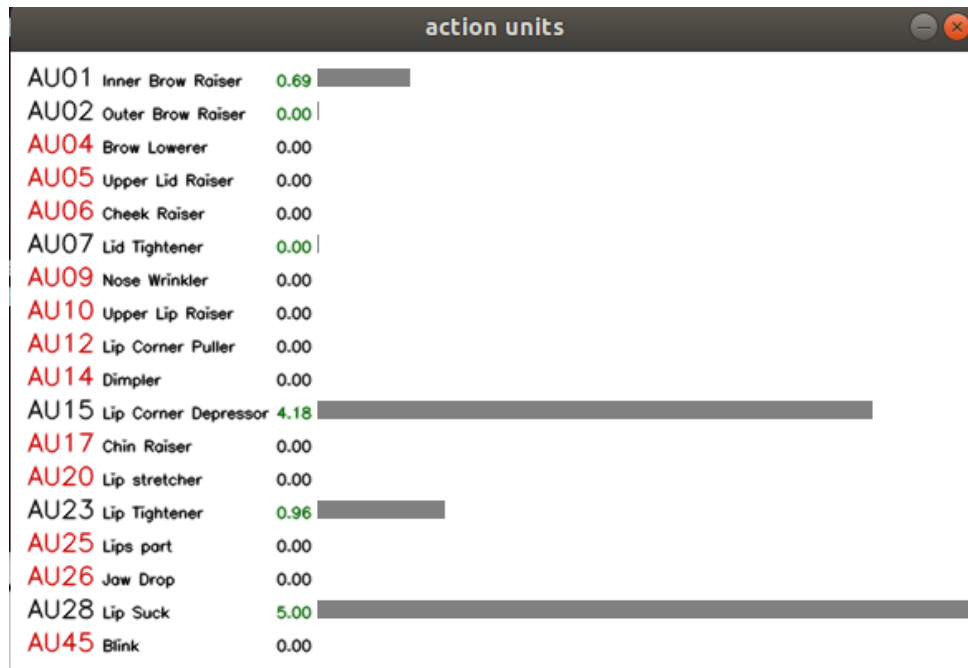 action units
AU01 Inner Brow Raiser 0.69
AU02 Outer Brow Raiser 0.00
AU04 Brow Lowerer 0.00
AU05 Upper Lid Raiser 0.00
AU06 Cheek Raiser 0.00
AU07 Lid Tightener 0.00
AU09 Nose Wrinkler 0.00
AU10 Upper Lip Raiser 0.00
AU12 Lip Corner Puller 0.00
AU14 Dimpler 0.00
AU15 Lip Corner Depressor 4.18
AU17 Chin Raiser 0.00
AU20 Lip stretcher 0.00
AU23 Lip Tightener 0.96
AU25 Lips part 0.00
AU26 Jaw Drop 0.00
AU28 Lip Suck 5.00
AU45 Blink 0.00